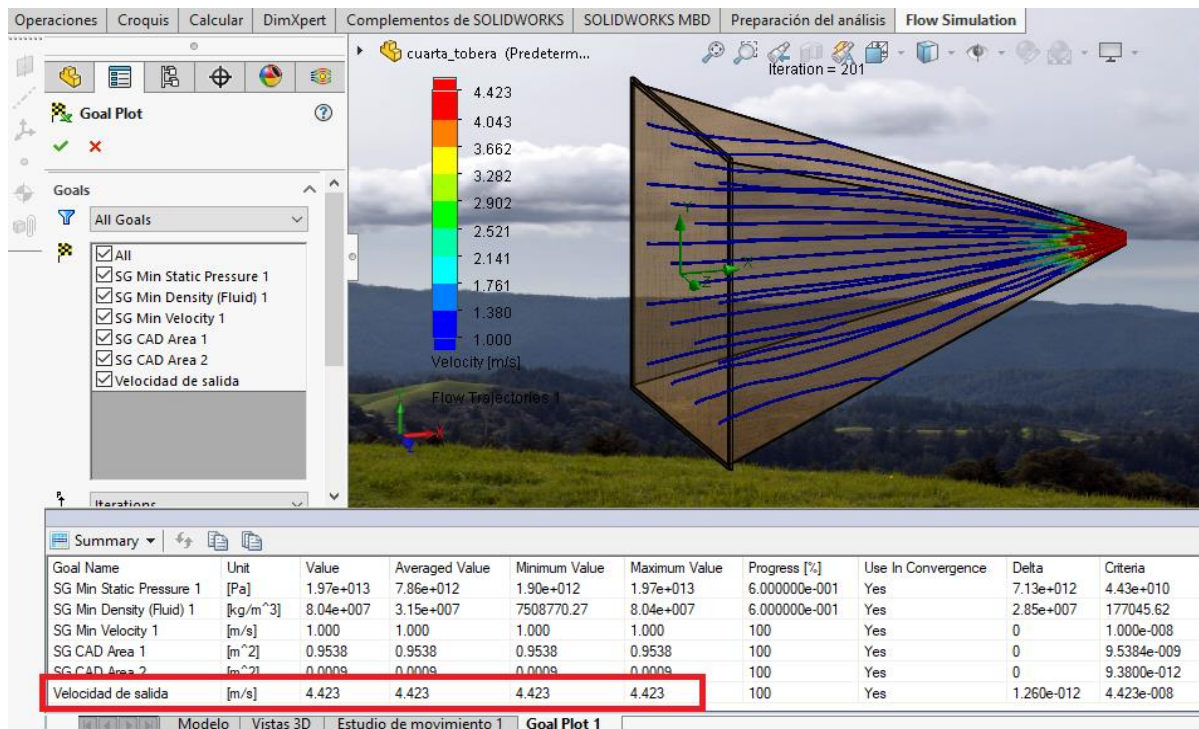 Operaciones Croquis Calcular DimXpert Complementos de SOLIDWORKS SOLIDWORKS MBD Preparación del análisis Flow Simulation
cuarta_tobera (Predeterm...
Iteration = 201
Goal Plot
Goals
All Goals
All
SG Min Static Pressure 1
SG Min Density (Fluid) 1
SG Min Velocity 1
SG CAD Area 1
SG CAD Area 2
Velocidad de salida
Iterations
4.423
4.043
3.662
3.282
2.902
2.521
2.141
1.761
1.380
1.000
Velocity [m/s]
Flow Trajectories 1
Y
X
Z
X
Summary
Goal Name Unit Value Averaged Value Minimum Value Maximum Value Progress [%] Use In Convergence Delta Criteria
SG Min Static Pressure 1 [Pa] 1.97e+013 7.86e+012 1.90e+012 1.97e+013 6.000000e-001 Yes 7.13e+012 4.43e+010
SG Min Density (Fluid) 1 [kg/m^3] 8.04e+007 3.15e+007 7508770.27 8.04e+007 6.000000e-001 Yes 2.85e+007 177045.62
SG Min Velocity 1 [m/s] 1.000 1.000 1.000 1.000 100 Yes 0 1.000e-008
SG CAD Area 1 [m^2] 0.9538 0.9538 0.9538 0.9538 100 Yes 0 9.5384e-009
SG CAD Area 2 [m^2] 0.0009 0.0009 0.0009 0.0009 100 Yes 0 9.3800e-012
Velocidad de salida [m/s] 4.423 4.423 4.423 4.423 100 Yes 1.260e-012 4.423e-008
Modelo Vistas 3D Estudio de movimiento 1 Goal Plot 1